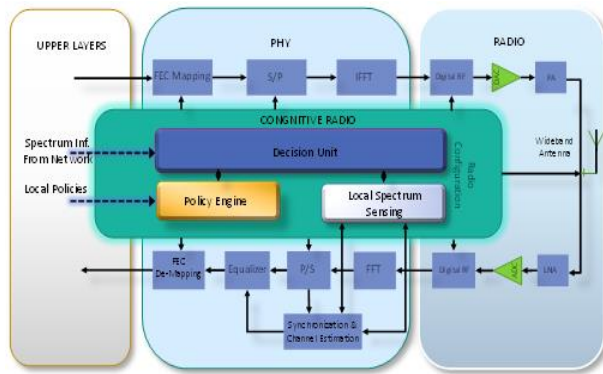 UPPER LAYERS
PHY
RADIO
FEC Mapping
S/P
IFFT
Digital RF
DAC
PA
CONGNITIVE RADIO
Spectrum Inf.
From Network
Decision Unit
Wideband
Antenna
Radio
Configuration
Local Policies
Policy Engine
Local Spectrum
Sensing
FEC
De-Mapping
Equalizer
P/S
FFT
Digital RF
ADC
LNA
Synchronization &
Channel Estimation